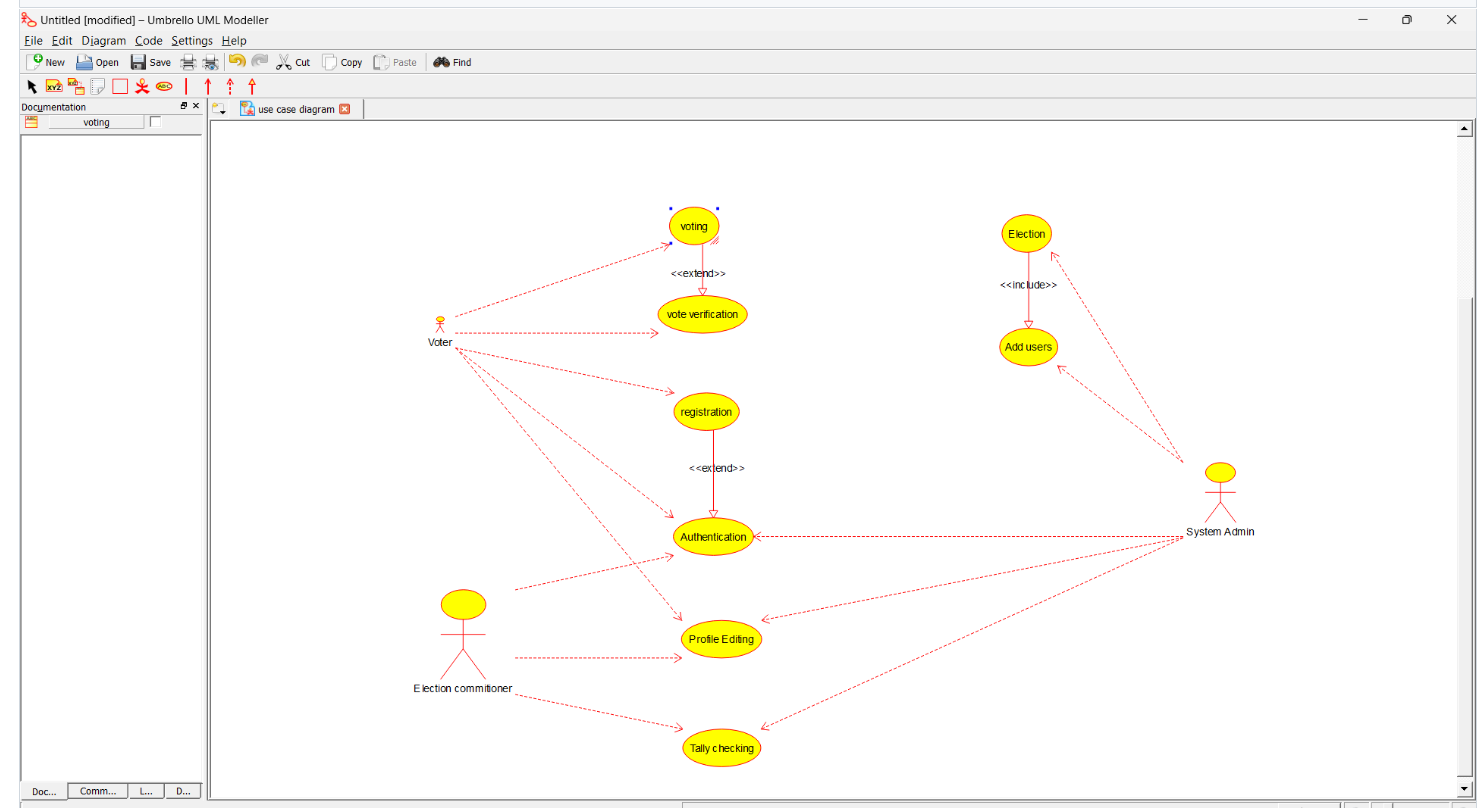 Untitled [modified] – Umbrello UML Modeller
File Edit Diagram Code Settings Help
New Open Save Cut Copy Paste Find
XYZ ABC
Documentation
use case diagram
voting
voting
Election
<<extend>>
<<include>>
vote verification
Voter
Add users
registration
<<extend>>
System Admin
Authentication
Profile Editing
Election commitioner
Tally checking
Doc... Comm... L... D...